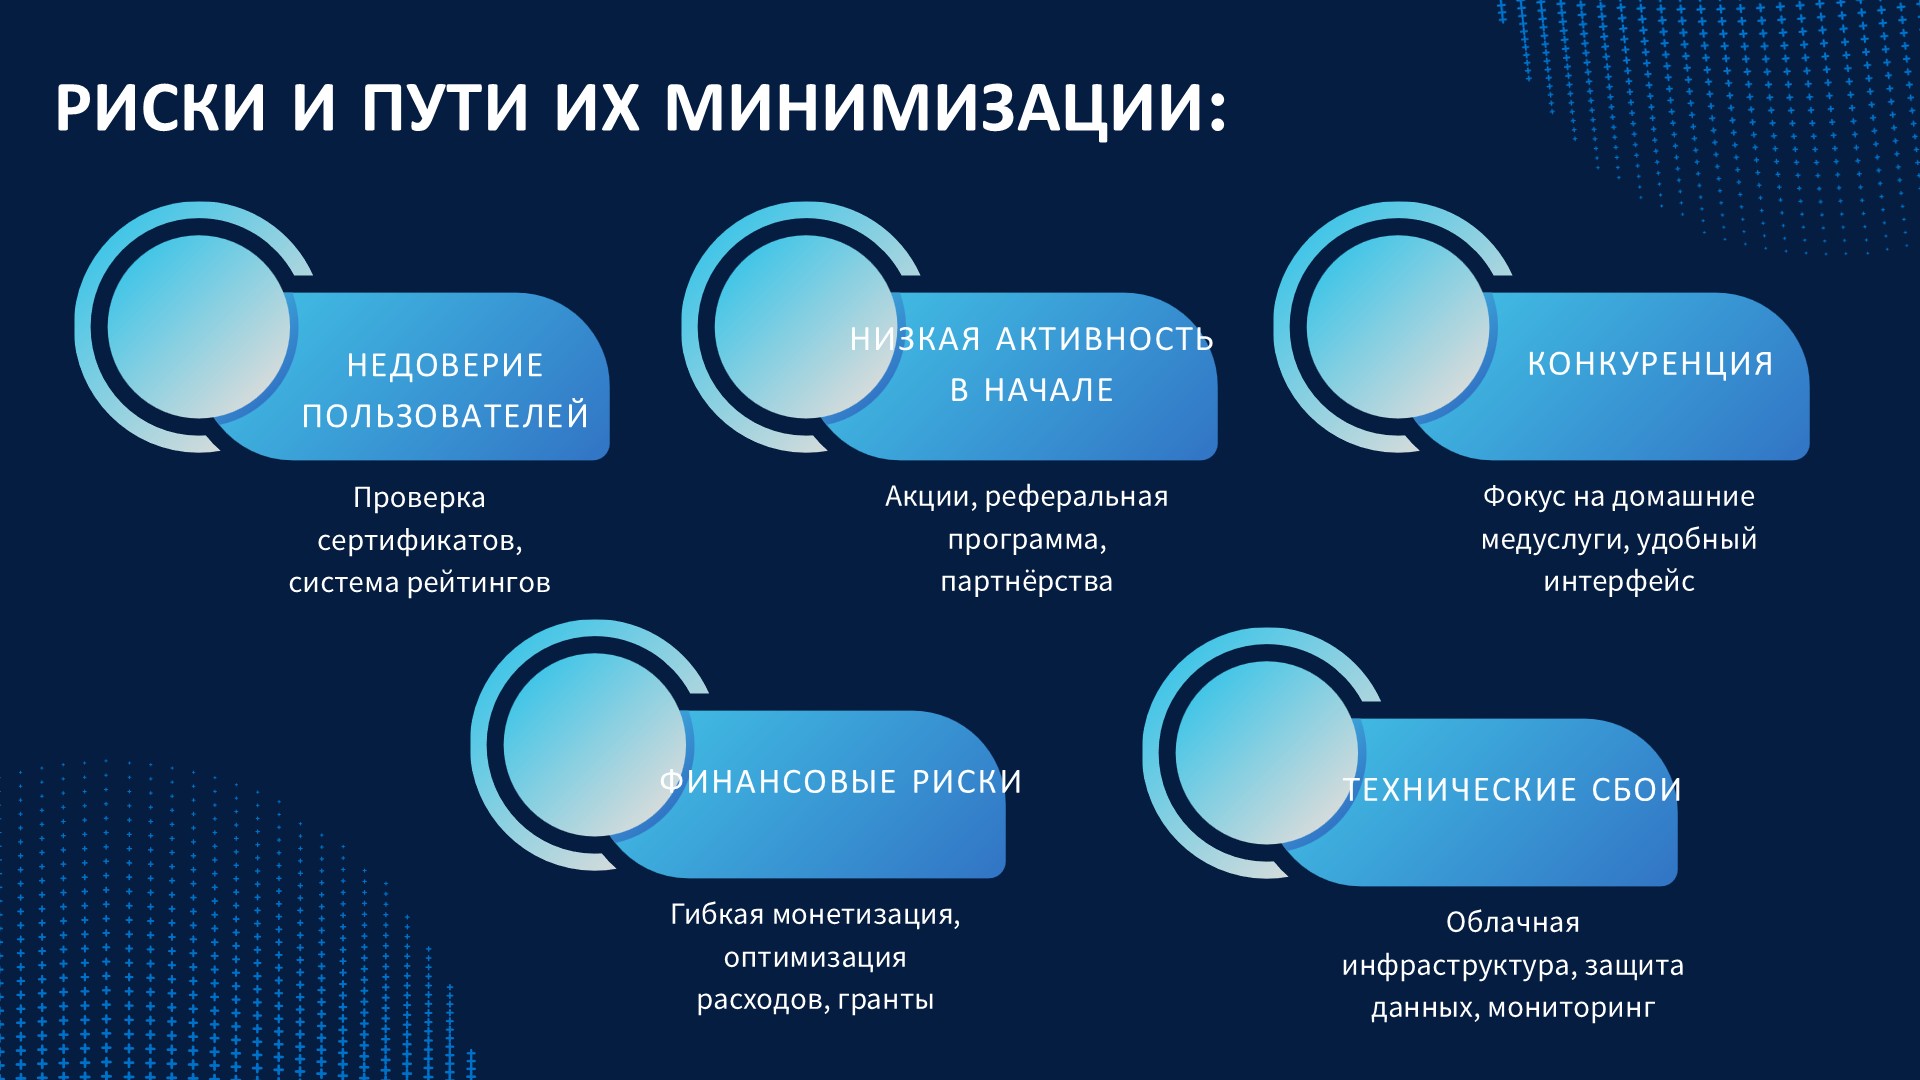 РИСКИ И ПУТИ ИХ МИНИМИЗАЦИИ:
НЕДОВЕРИЕ
ПОЛЬЗОВАТЕЛЕЙ
Проверка
сертификатов,
система рейтингов
НИЗКАЯ АКТИВНОСТЬ
В НАЧАЛЕ
Акции, реферальная
программа,
партнёрства
КОНКУРЕНЦИЯ
Фокус на домашние
медуслуги, удобный
интерфейс
ФИНАНСОВЫЕ РИСКИ
Гибкая монетизация,
оптимизация
расходов, гранты
ТЕХНИЧЕСКИЕ СБОИ
Облачная
инфраструктура, защита
данных, мониторинг